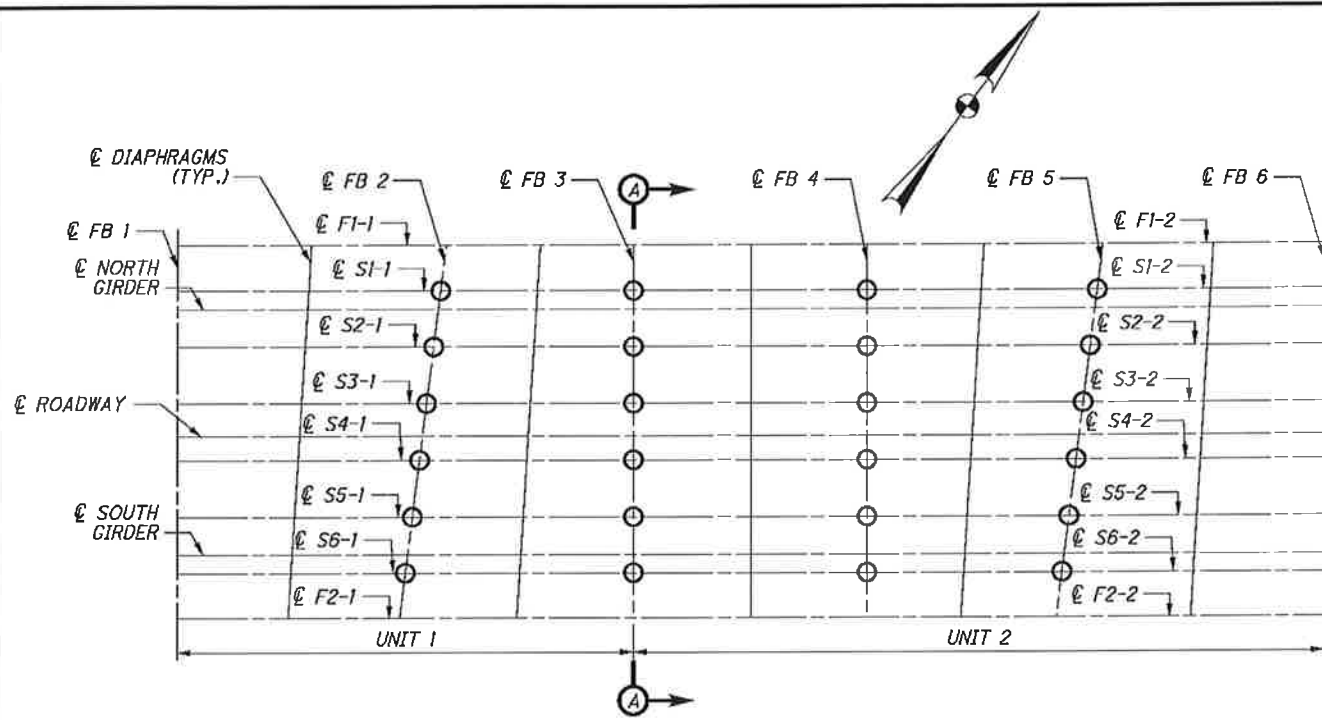 ℄ DIAPHRAGMS
(TYP.)
℄ FB 1
℄ NORTH
GIRDER
℄ FB 2
℄ F1-1
℄ S1-1
℄ S2-1
℄ S3-1
℄ ROADWAY
℄ S4-1
℄ S5-1
℄ SOUTH
GIRDER
℄ S6-1
℄ F2-1
℄ FB 3
A
℄ FB 4
℄ FB 5
℄ FB 6
℄ F1-2
℄ S1-2
℄ S2-2
℄ S3-2
℄ S4-2
℄ S5-2
℄ S6-2
℄ F2-2
UNIT 1
UNIT 2
A